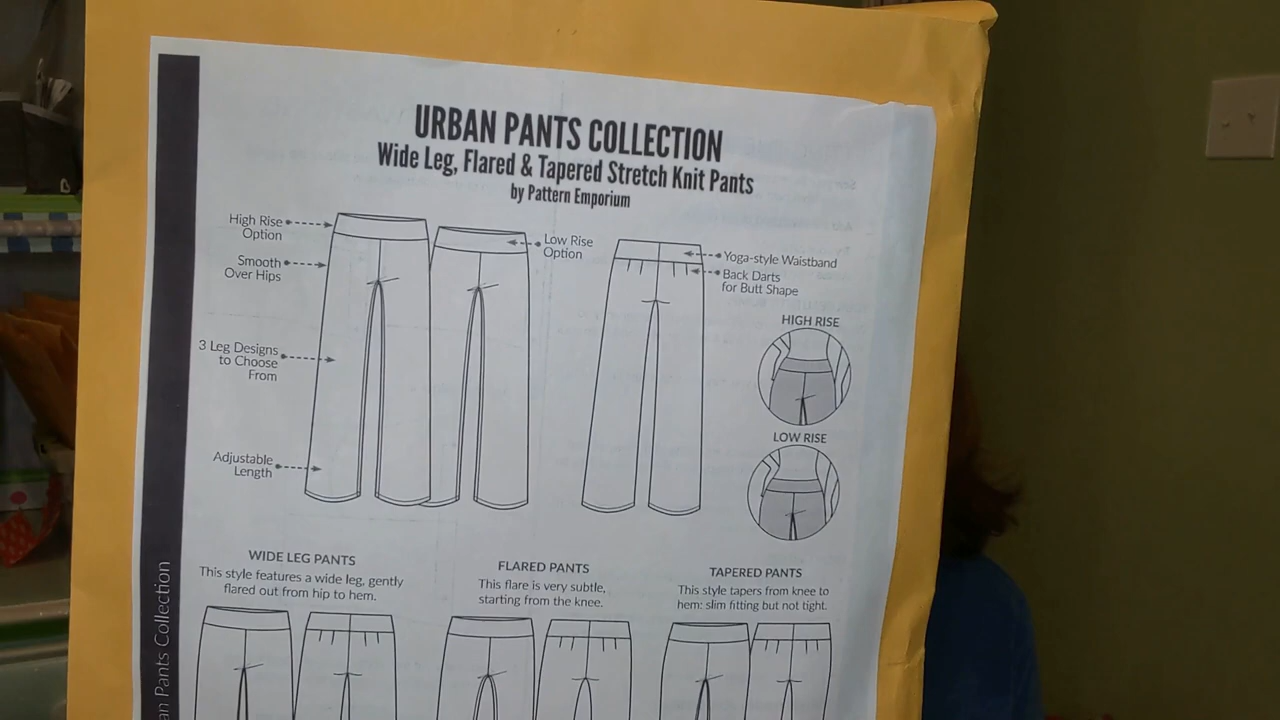 URBAN PANTS COLLECTION
Wide Leg, Flared & Tapered Stretch Knit Pants
by Pattern Emporium
High Rise
Option
Smooth
Over Hips
3 Leg Designs
to Choose
From
Adjustable
Length
Low Rise
Option
Yoga-style Waistband
Back Darts
for Butt Shape
HIGH RISE
LOW RISE
WIDE LEG PANTS
This style features a wide leg, gently
flared out from hip to hem.
FLARED PANTS
This flare is very subtle,
starting from the knee.
TAPERED PANTS
This style tapers from knee to
hem: slim fitting but not tight.
an Pants Collection